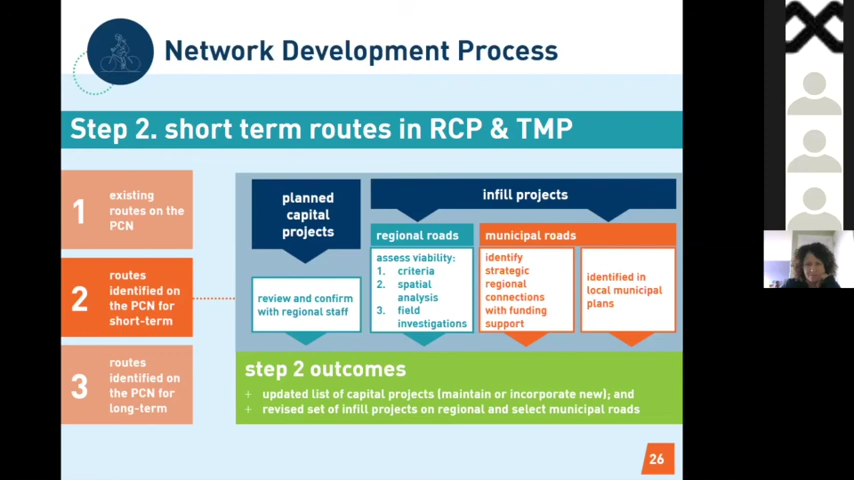 Network Development Process
Step 2. short term routes in RCP & TMP
1
existing
routes on the
PCN
2
routes
identified on
the PCN for
short-term
3
routes
identified on
the PCN for
long-term
planned
capital
projects
review and confirm
with regional staff
infill projects
regional roads
assess viability:
1. criteria
2. spatial
analysis
3. field
investigations
municipal roads
identify
strategic
regional
connections
with funding
support
identified in
local municipal
plans
step 2 outcomes
+ updated list of capital projects (maintain or incorporate new); and
+ revised set of infill projects on regional and select municipal roads
26